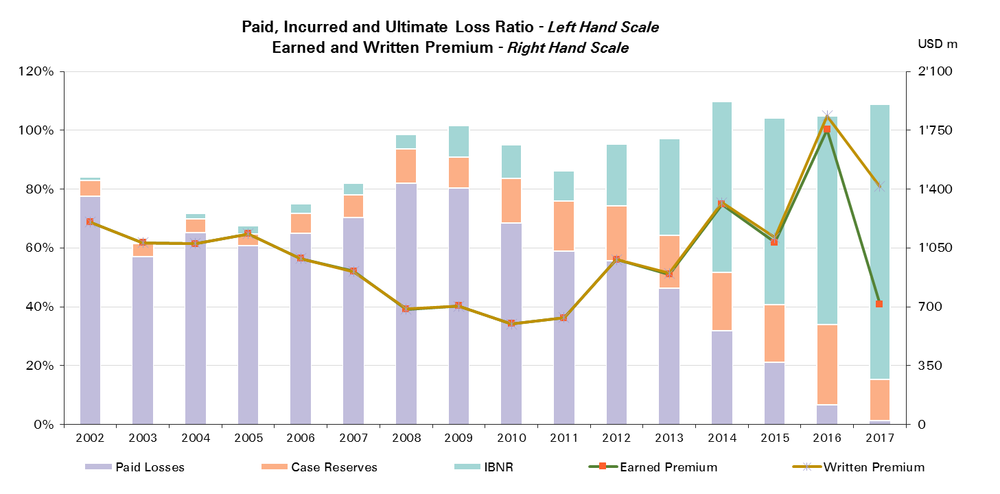 Paid, Incurred and Ultimate Loss Ratio - Left Hand Scale
Earned and Written Premium - Right Hand Scale
USD m
120%
100%
80%
60%
40%
20%
0%
2'100
1'750
1'400
1'050
700
350
0
2002 2003 2004 2005 2006 2007 2008 2009 2010 2011 2012 2013 2014 2015 2016 2017
Paid Losses Case Reserves IBNR Earned Premium Written Premium